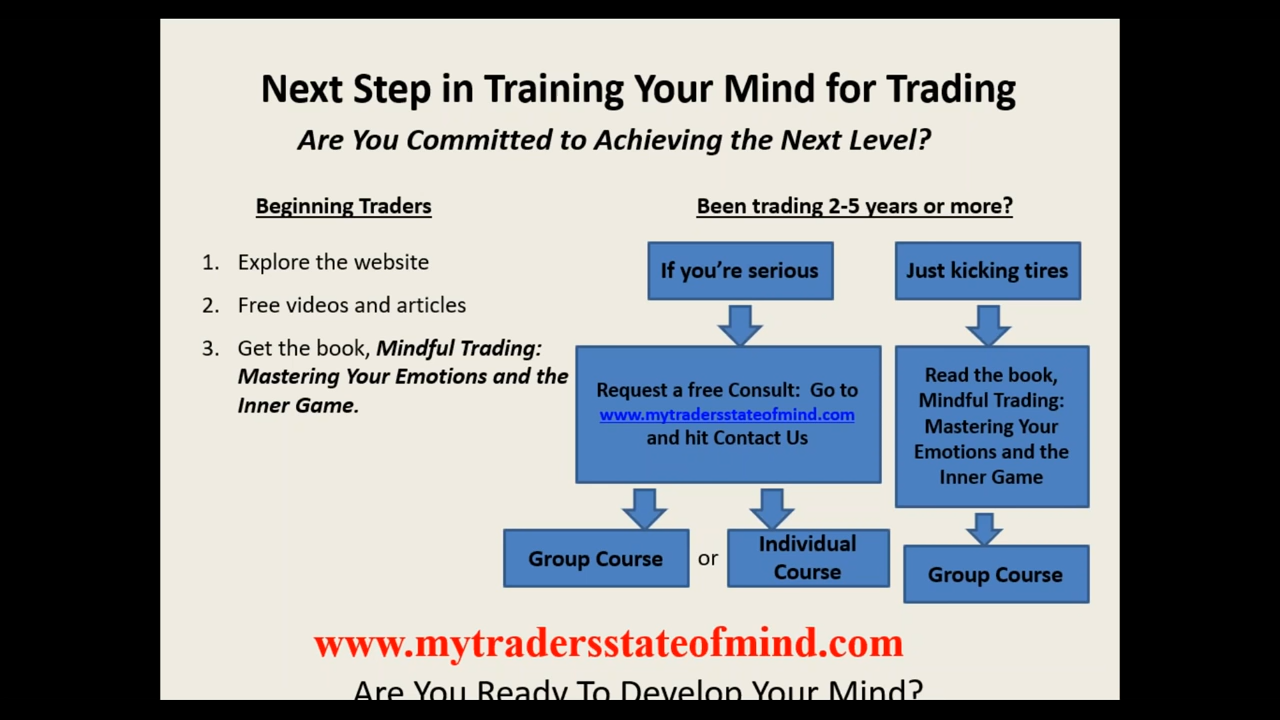 Next Step in Training Your Mind for Trading
Are You Committed to Achieving the Next Level?
Beginning Traders
1. Explore the website
2. Free videos and articles
3. Get the book, Mindful Trading:
Mastering Your Emotions and the
Inner Game.
Been trading 2-5 years or more?
If you're serious
Request a free Consult: Go to
www.mytradersstateofmind.com
and hit Contact Us
Group Course
or
Individual
Course
Just kicking tires
Read the book,
Mindful Trading:
Mastering Your
Emotions and the
Inner Game
Group Course
www.mytradersstateofmind.com
Are You Ready To Develop Your Mind?